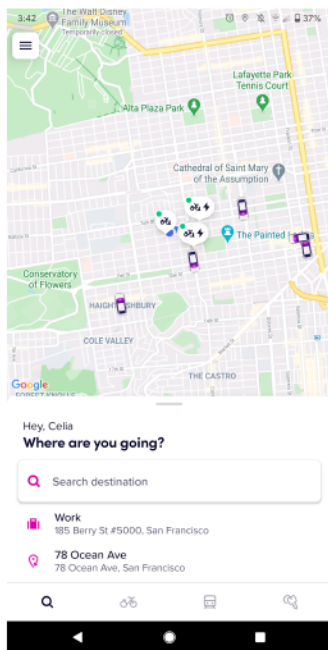 3:42
37%
The Walt Disney
Family Museum
Temporarily closed
Lafayette Park
Tennis Court
Alta Plaza Park
Cathedral of Saint Mary
of the Assumption
The Painted
Conservatory
of Flowers
HAIGHT
SHBURY
COLE VALLEY
THE CASTRO
Google
FOREST KNOLLS
Hey, Celia
Where are you going?
Search destination
Work
185 Berry St #5000, San Francisco
78 Ocean Ave
78 Ocean Ave, San Francisco